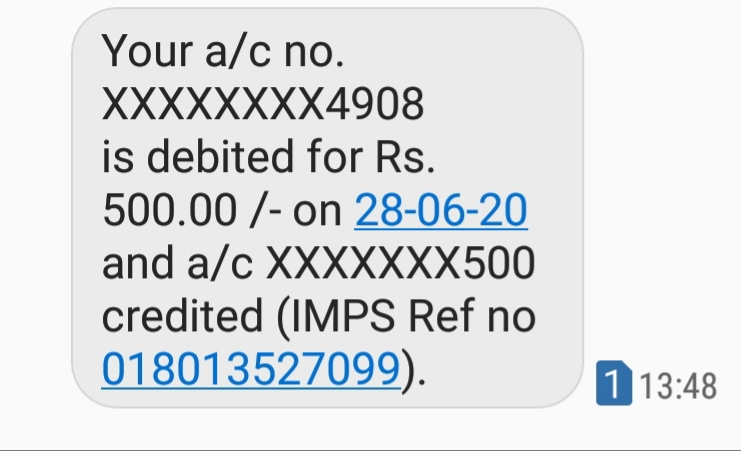 Your a/c no.
XXXXXXXX4908
is debited for Rs.
500.00 /- on 28-06-20
and a/c XXXXXXX500
credited (IMPS Ref no
018013527099).
1 13:48